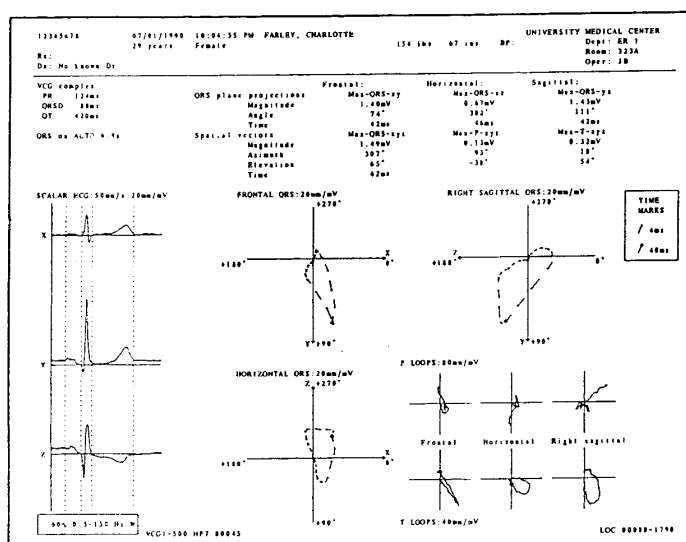 12345678 07/01/1990 10:04:55 PM FARLEY, CHARLOTTE UNIVERSITY MEDICAL CENTER
29 years Female 154 lbs 67 ins BP: Dept: ER 1
Rx: Room: 323A
Dx: No known Dx Oper: JB
VCG complex Frontal: Horizontal: Sagittal:
PR 124ms QRS plane projections Max-QRS-xy Max-QRS-xz Max-QRS-yz
QRSD 88ms Magnitude 1.40mV 0.67mV 1.43mV
QT 420ms Angle 74° 302° 111°
Time 42ms 46ms 42ms
QRS on AUTO Spatial vectors Max-QRS-xyz Max-P-xyz Max-T-xyz
Magnitude 1.49mV 0.13mV 0.32mV
Azimuth 307° 93° 18°
Elevation 65° 54°
Time 42ms
SCALAR ECG:50mm/s 20mm/mV FRONTAL QRS:20mm/mV RIGHT SAGITTAL QRS:20mm/mV TIME
+270° +270° MARKS
X 4ms
+180° X 0° Z +180° 0° 40ms
Y +90° Y +90°
Y
HORIZONTAL QRS:20mm/mV P LOOPS:80mm/mV
Z +270°
Z Frontal Horizontal Right sagittal
+180° X 0°
+90° T LOOPS:40mm/mV
60~ 0.5-150 Hz W VCG1-500 HP7 00045 LOC 00000-1790